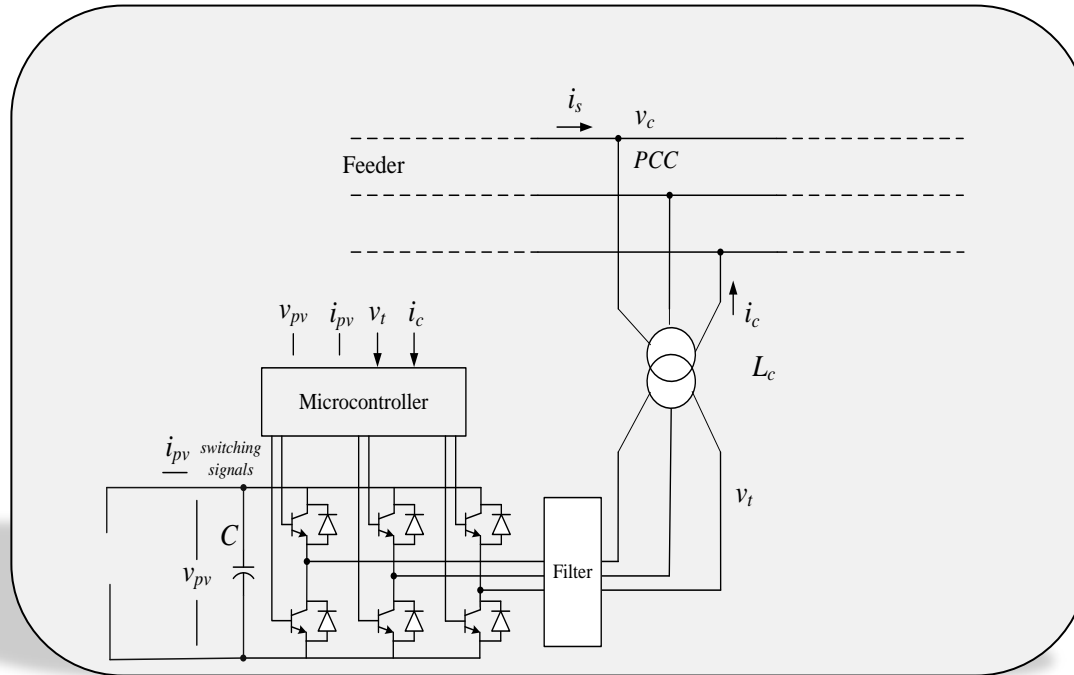 i_s
v_c
Feeder
PCC
v_pv i_pv v_t i_c
i_c
L_c
Microcontroller
i_pv switching
signals
v_t
C
v_pv
Filter